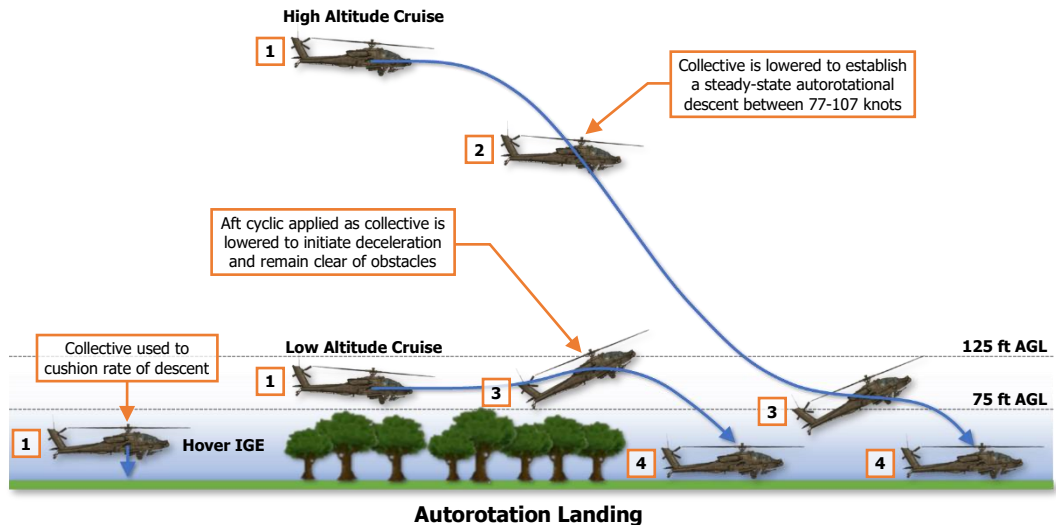 High Altitude Cruise
1
Collective is lowered to establish
a steady-state autorotational
descent between 77-107 knots
2
Aft cyclic applied as collective is
lowered to initiate deceleration
and remain clear of obstacles
Collective used to
cushion rate of descent
Low Altitude Cruise
125 ft AGL
1
3
75 ft AGL
3
1
Hover IGE
4
4
Autorotation Landing